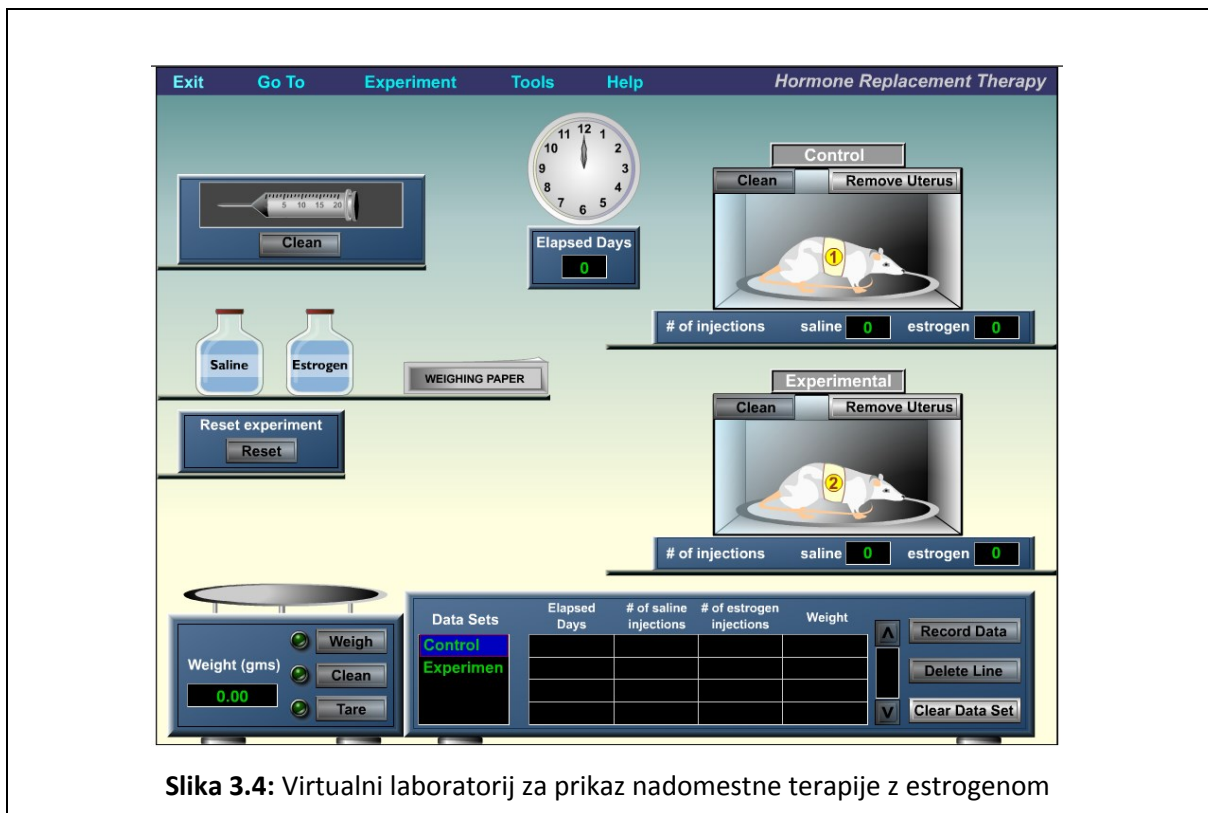 Exit Go To Experiment Tools Help Hormone Replacement Therapy
11 12 1
10 2
9 3
8 4
7 6 5
Elapsed Days
0
5 10 15 20
Clean
Control
Clean Remove Uterus
1
# of injections saline 0 estrogen 0
Saline
Estrogen
WEIGHING PAPER
Reset experiment
Reset
Experimental
Clean Remove Uterus
2
# of injections saline 0 estrogen 0
Weight (gms)
0.00
Weigh
Clean
Tare
Data Sets
Control
Experimen
Elapsed Days
# of saline injections
# of estrogen injections
Weight
Record Data
Delete Line
Clear Data Set
Slika 3.4: Virtualni laboratorij za prikaz nadomestne terapije z estrogenom